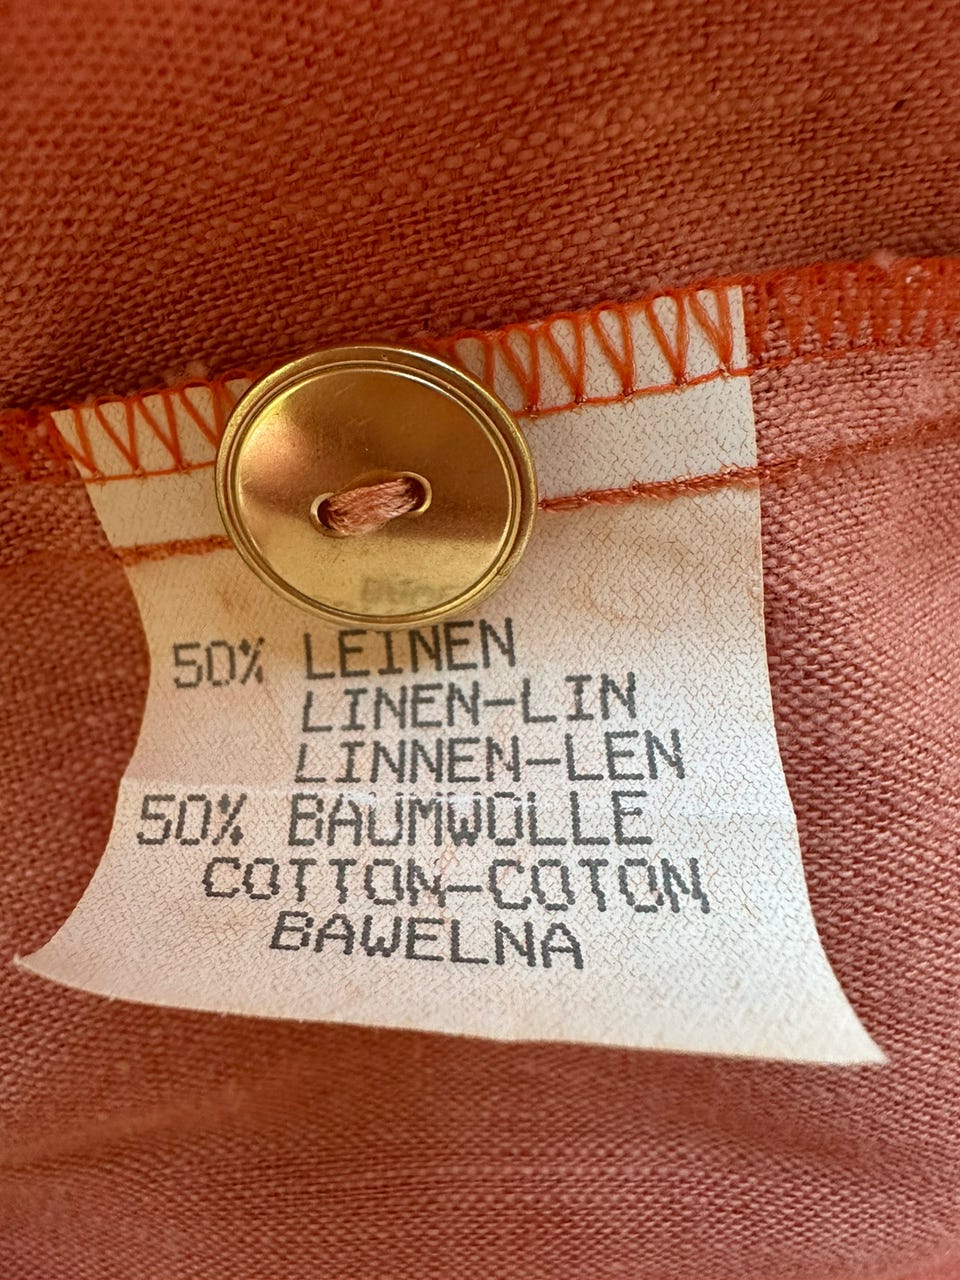 50% LEINEN
LINEN-LIN
LINNEN-LEN
50% BAUMWOLLE
COTTON-COTON
BAWELNA